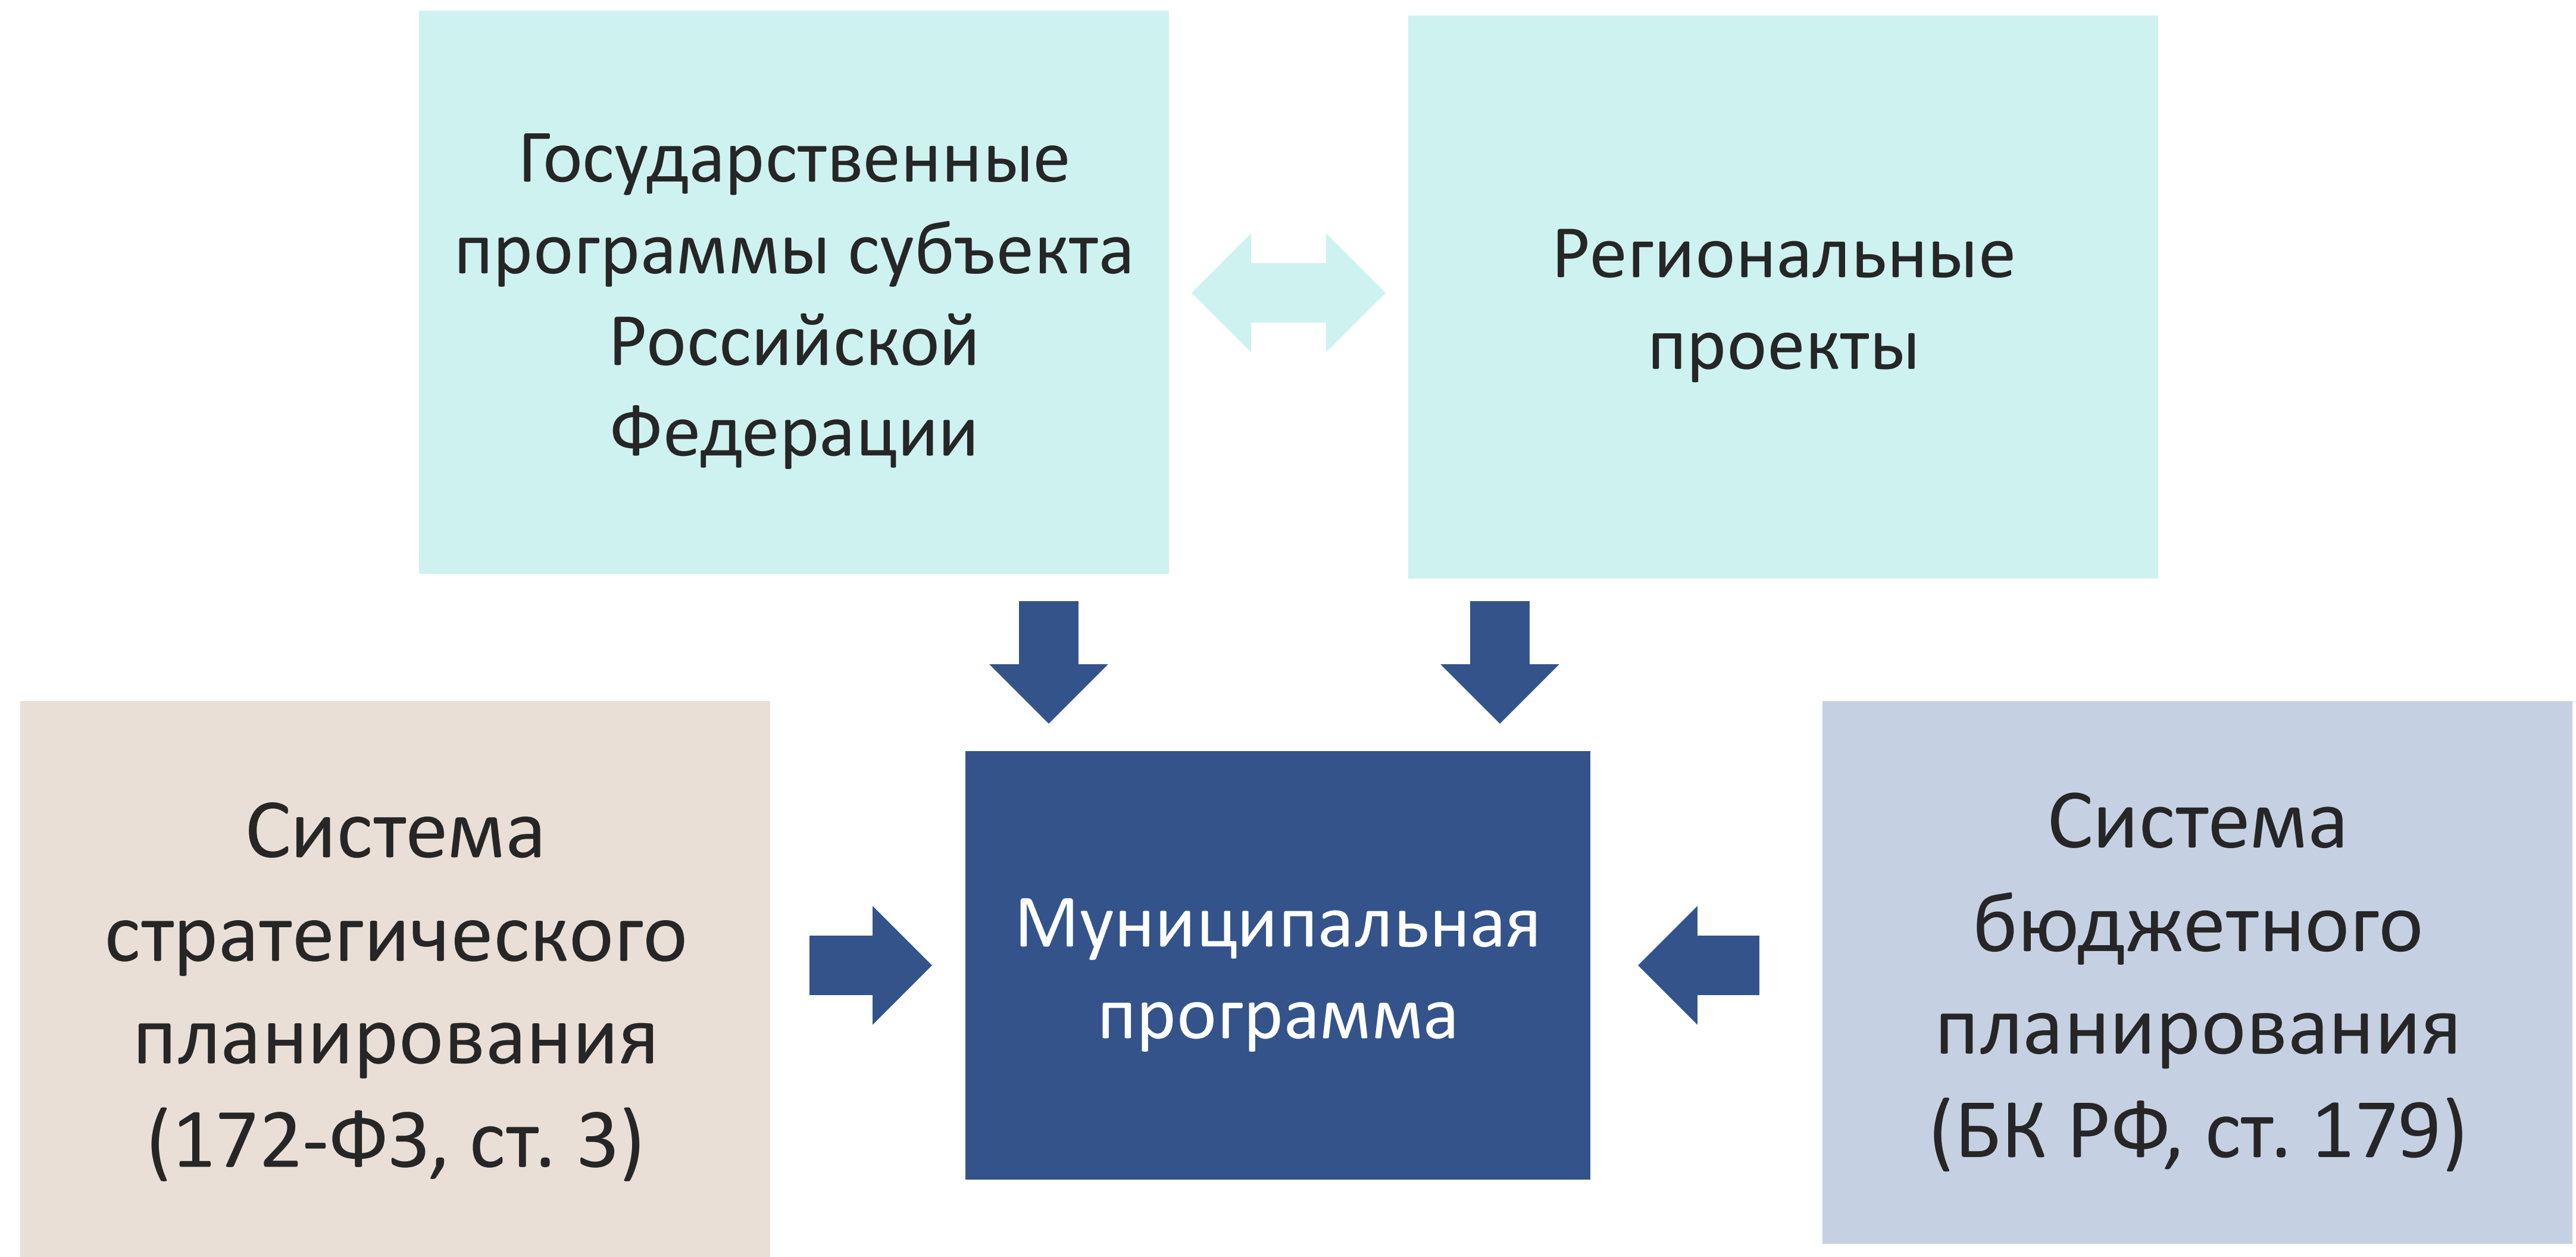 Государственные
программы субъекта
Российской
Федерации
Региональные
проекты
Система
стратегического
планирования
(172-ФЗ, ст. 3)
Муниципальная
программа
Система
бюджетного
планирования
(БК РФ, ст. 179)